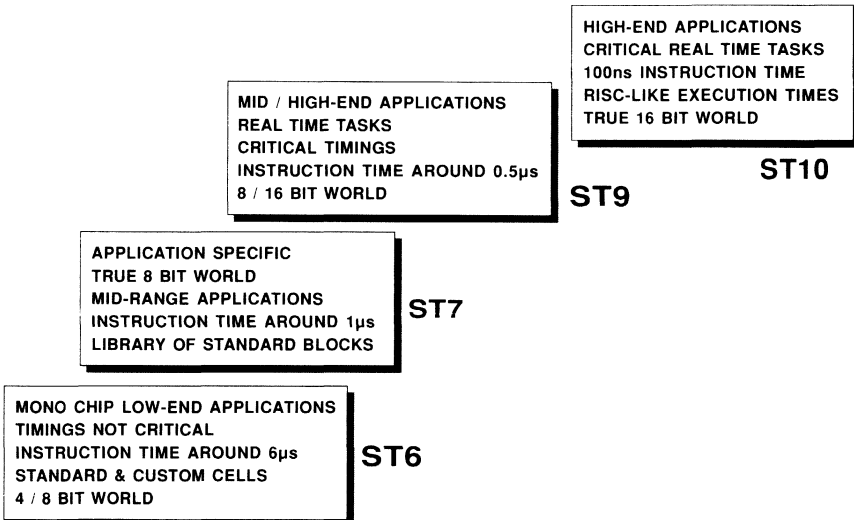 HIGH-END APPLICATIONS
CRITICAL REAL TIME TASKS
100ns INSTRUCTION TIME
RISC-LIKE EXECUTION TIMES
TRUE 16 BIT WORLD
ST10
MID / HIGH-END APPLICATIONS
REAL TIME TASKS
CRITICAL TIMINGS
INSTRUCTION TIME AROUND 0.5µs
8 / 16 BIT WORLD
ST9
APPLICATION SPECIFIC
TRUE 8 BIT WORLD
MID-RANGE APPLICATIONS
INSTRUCTION TIME AROUND 1µs
LIBRARY OF STANDARD BLOCKS
ST7
MONO CHIP LOW-END APPLICATIONS
TIMINGS NOT CRITICAL
INSTRUCTION TIME AROUND 6µs
STANDARD & CUSTOM CELLS
4 / 8 BIT WORLD
ST6